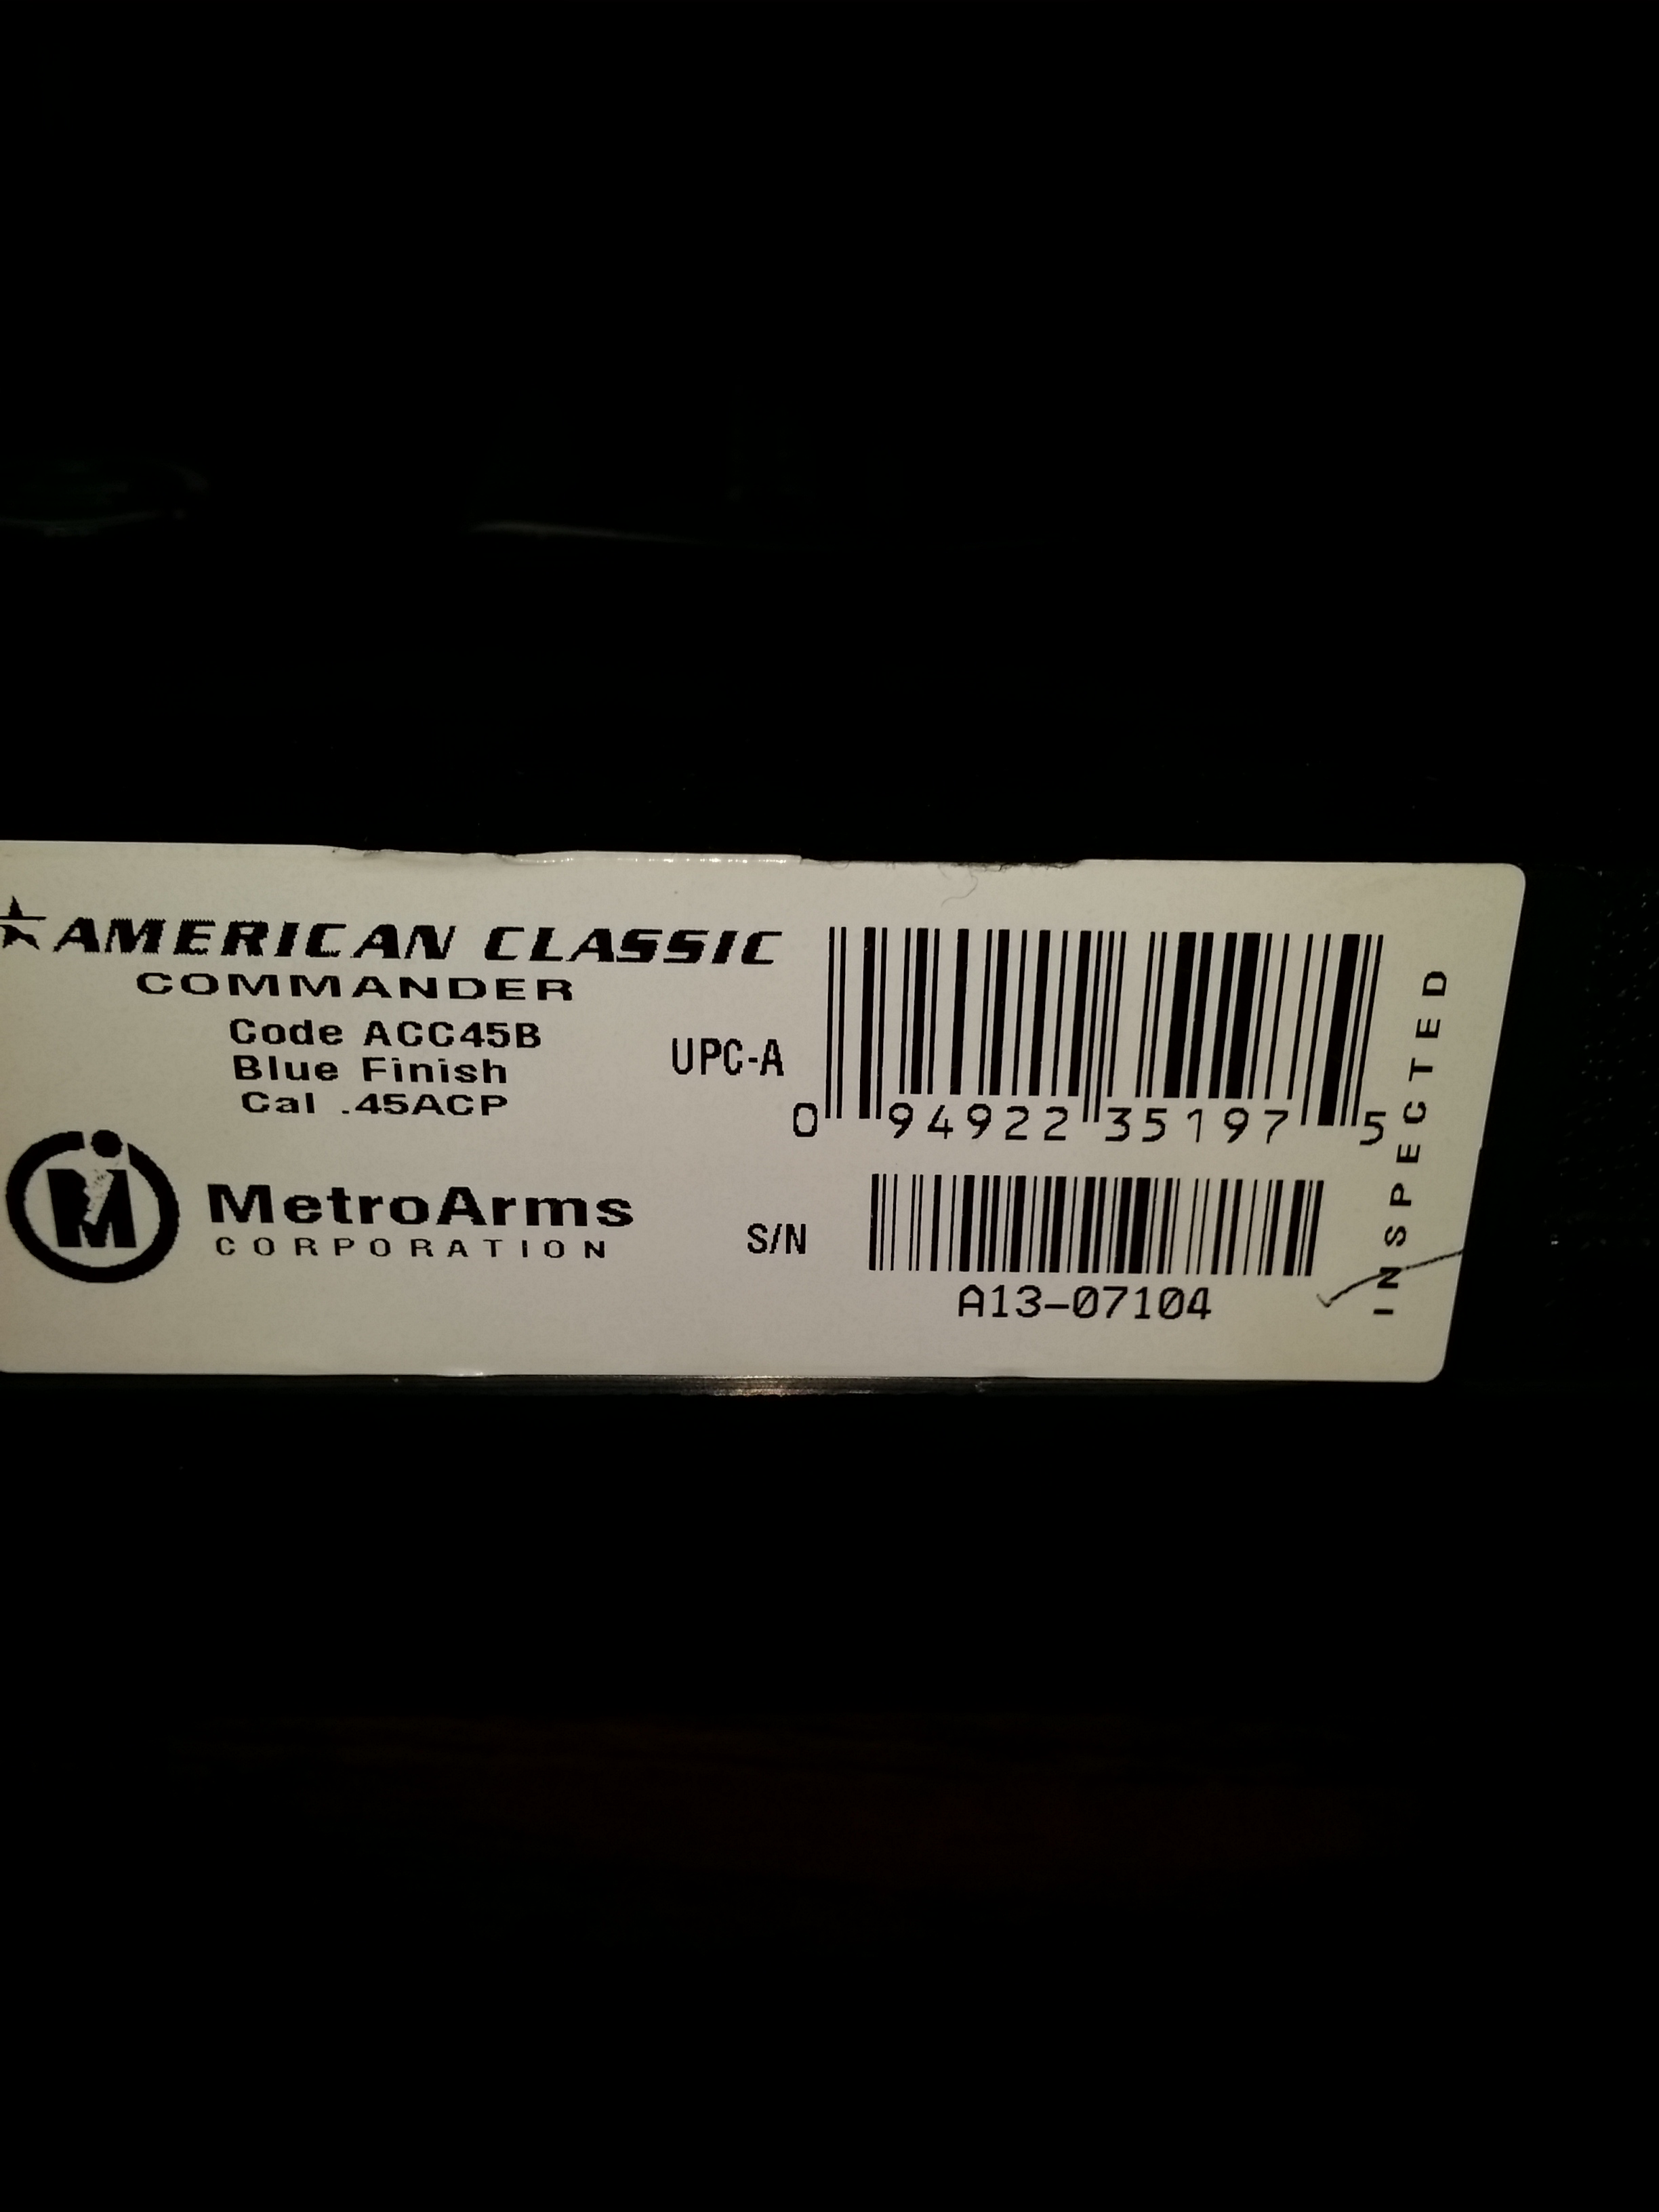 AMERICAN CLASSIC
COMMANDER
Code ACC45B
Blue Finish
Cal .45ACP
MetroArms
CORPORATION
UPC-A
0 94922 35197 5
S/N
A13-07104
INSPECTED